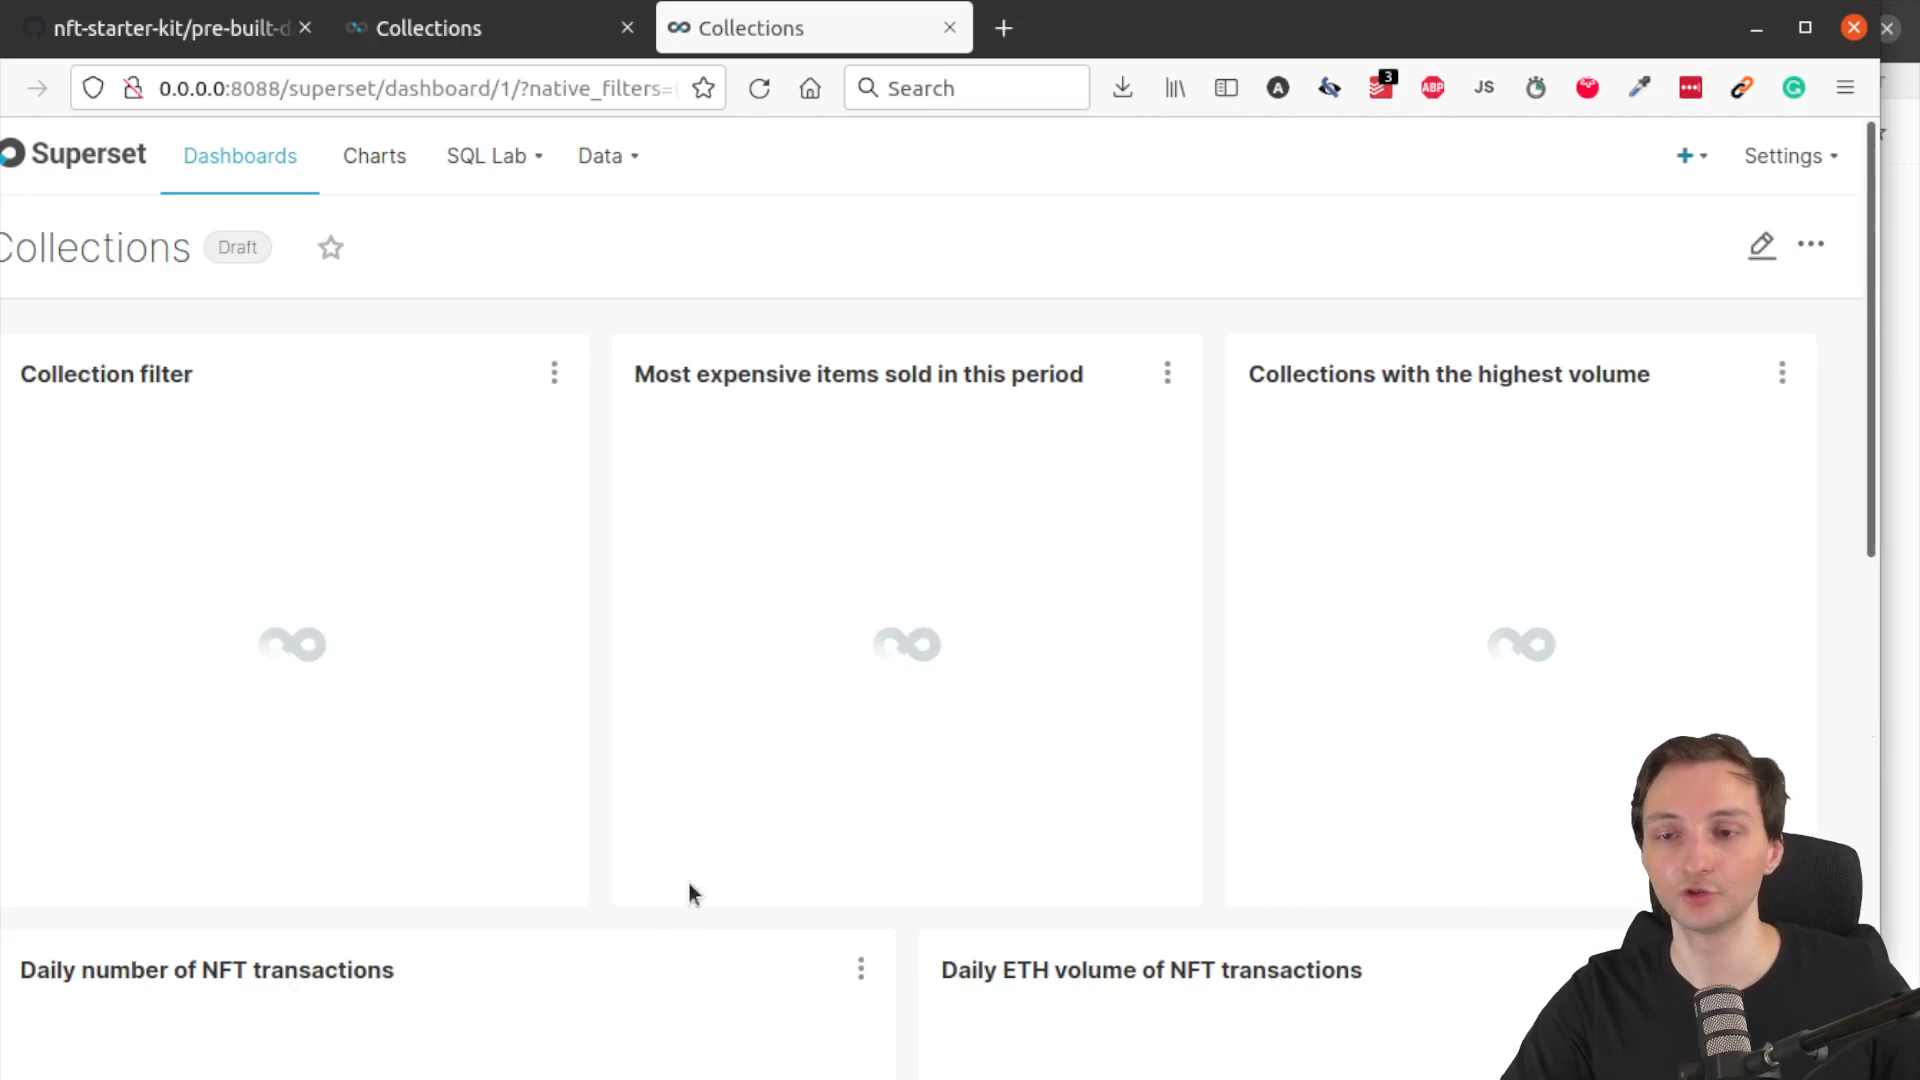 nft-starter-kit/pre-built-d
Collections
Collections
0.0.0.0:8088/superset/dashboard/1/?native_filters=(
Search
A
3
ABP
JS
Superset
Dashboards
Charts
SQL Lab
Data
+
Settings
Collections
Draft
Collection filter
Most expensive items sold in this period
Collections with the highest volume
Daily number of NFT transactions
Daily ETH volume of NFT transactions